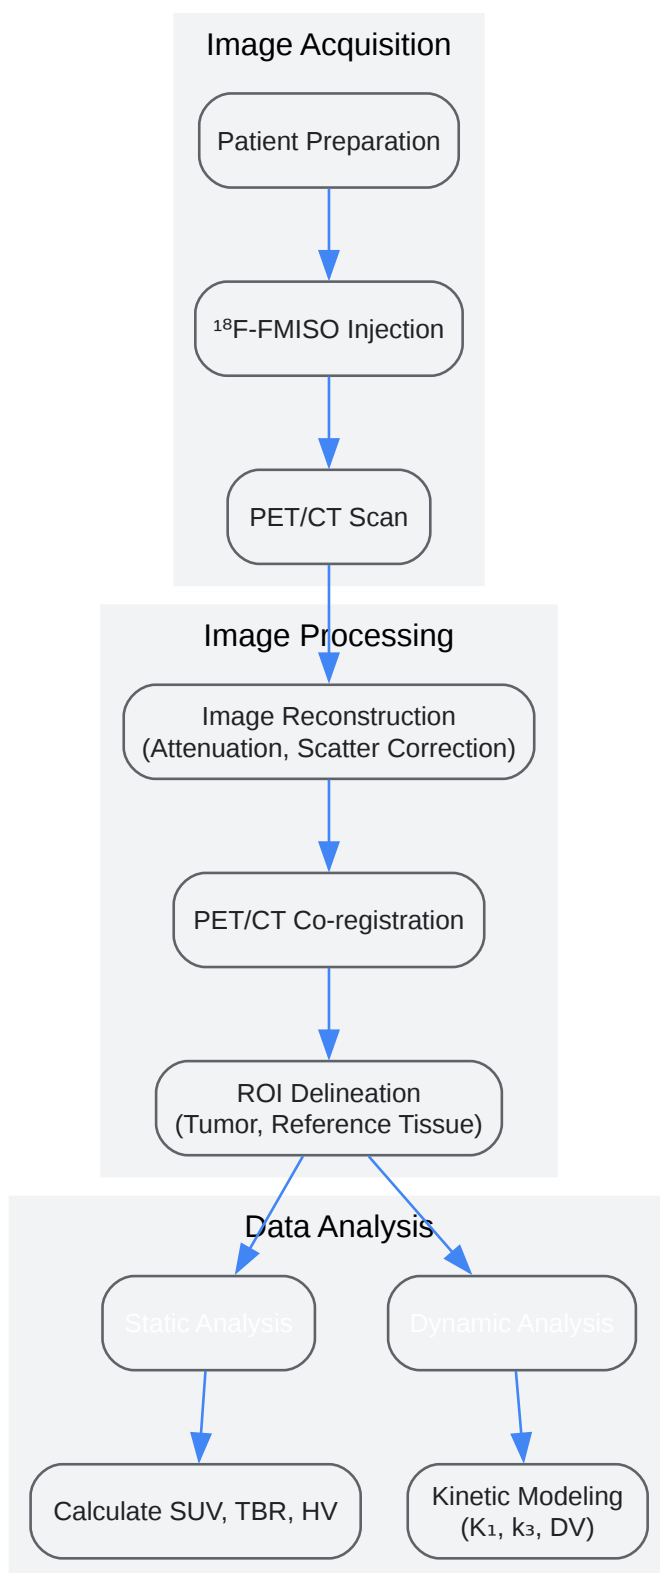 Image Acquisition
Patient Preparation
¹⁸F-FMISO Injection
PET/CT Scan
Image Processing
Image Reconstruction
(Attenuation, Scatter Correction)
PET/CT Co-registration
ROI Delineation
(Tumor, Reference Tissue)
Data Analysis
Static Analysis
Dynamic Analysis
Calculate SUV, TBR, HV
Kinetic Modeling
(K₁, k₃, DV)